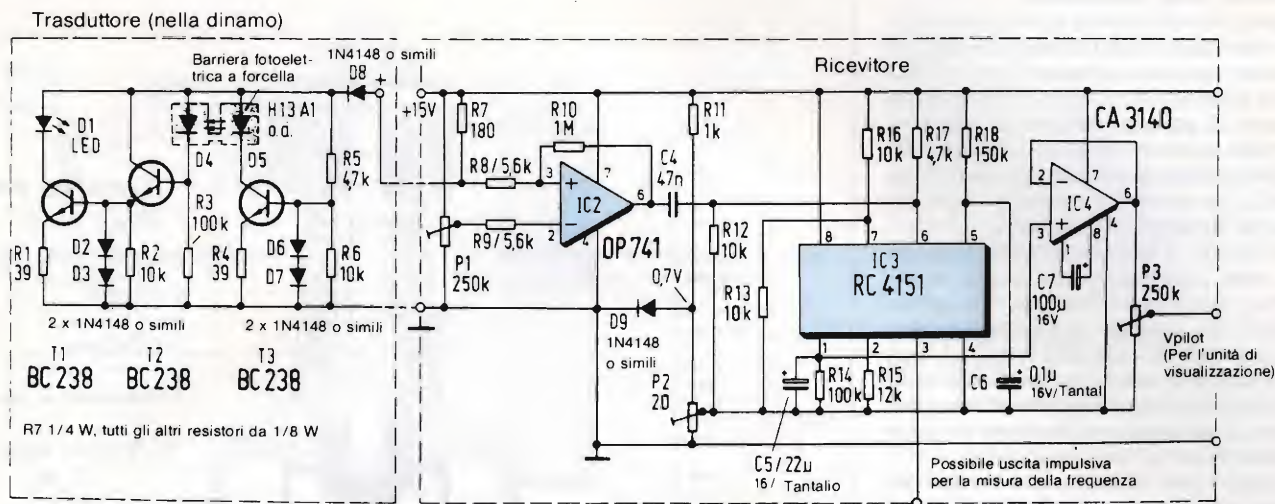 Trasduttore (nella dinamo)
Barriera fotoelet-
trica a forcella
1N4148 o simili
D8
+
D1
LED
D4
H13 A1
o.ä.
D5
R5
4,7k
R3
100k
R1
39
D2
D3
R2
10k
R4
39
D6
D7
R6
10k
2 x 1N4148 o simili
2 x 1N4148 o simili
T1
BC 238
T2
BC 238
T3
BC 238
R7 1/4 W, tutti gli altri resistori da 1/8 W
Ricevitore
+15V
R7
180
R10
1M
R11
1k
R8/5,6k
3
+
7
IC2
6
C4
47n
R9/5,6k
2
−
4
OP 741
P1
250k
0,7V
D9
1N4148
o simili
P2
20
R12
10k
R13
10k
R16
10k
R17
4,7k
R18
150k
8
7
6
5
IC3
RC 4151
1
2
3
4
R14
100k
R15
12k
C5/22µ
16/ Tantalio
C6
0,1µ
16V/Tantal
CA 3140
2
−
7
IC4
6
3
+
1
8
4
C7
100µ
16V
P3
250k
Vpilot
(Per l'unità di
visualizzazione)
Possibile uscita impulsiva
per la misura della frequenza